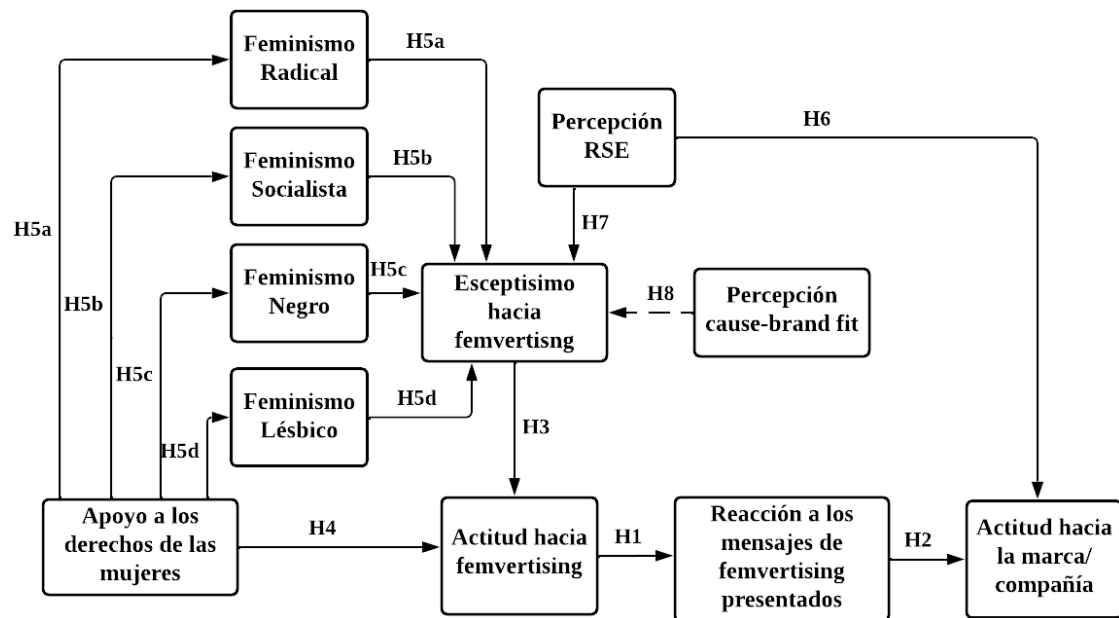 Feminismo
Radical
H5a
Percepción
RSE
H6
Feminismo
Socialista
H5b
H5a
H7
Feminismo
Negro
H5c
Esceptisimo
hacia
femvertisng
H8
Percepción
cause-brand fit
H5b
H5c
Feminismo
Lésbico
H5d
H3
H5d
Apoyo a los
derechos de las
mujeres
H4
Actitud hacia
femvertising
H1
Reacción a los
mensajes de
femvertising
presentados
H2
Actitud hacia
la marca/
compañía